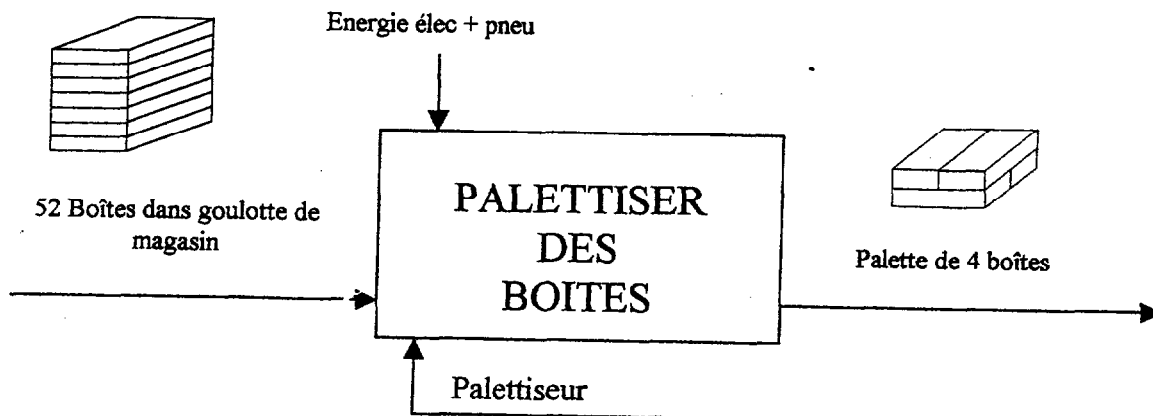 Energie élec + pneu
52 Boîtes dans goulotte de
magasin
PALETTISER
DES
BOITES
Palette de 4 boîtes
Palettiseur